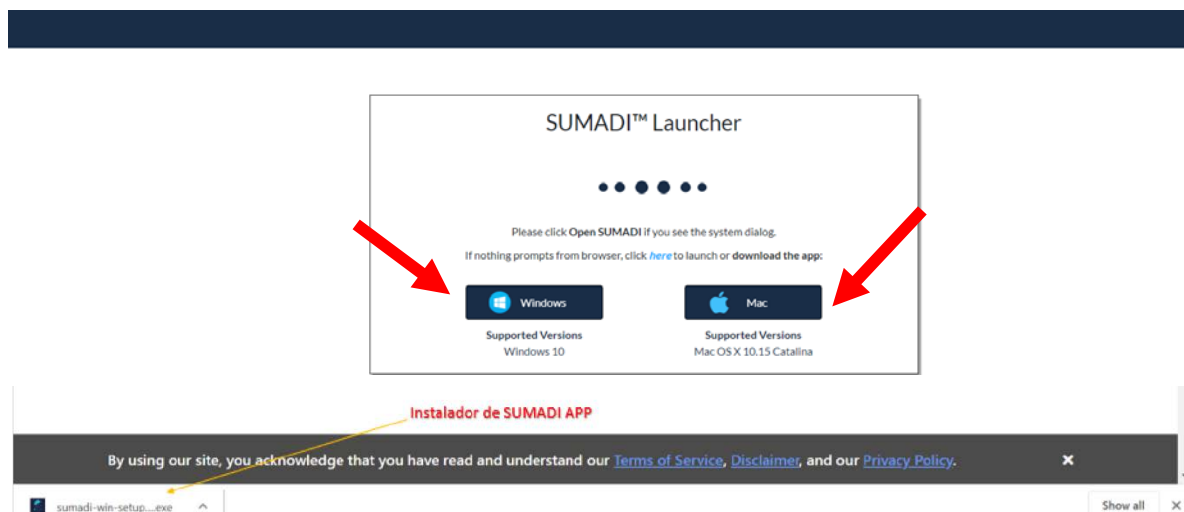 SUMADI™ Launcher
Please click Open SUMADI if you see the system dialog.
If nothing prompts from browser, click here to launch or download the app:
Windows
Mac
Supported Versions
Supported Versions
Windows 10
Mac OS X 10.15 Catalina
Instalador de SUMADI APP
By using our site, you acknowledge that you have read and understand our Terms of Service, Disclaimer, and our Privacy Policy.
sumadi-win-setup....exe
Show all